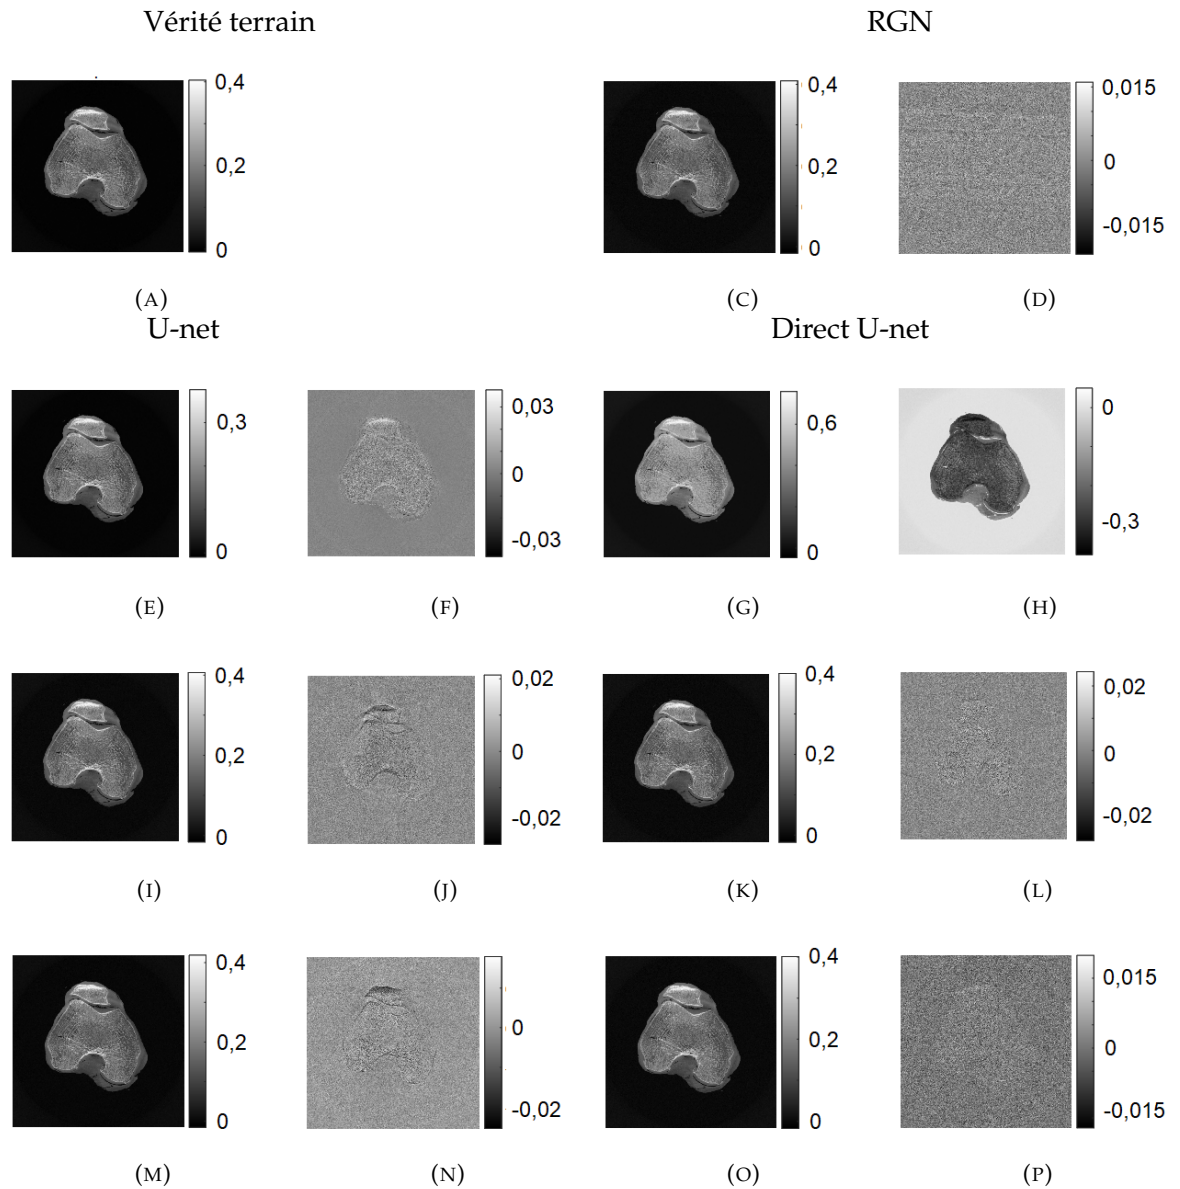 Vérité terrain
RGN
0,4
0,2
0
0,4
0,2
0
0,015
0
-0,015
(A)
(C)
(D)
U-net
Direct U-net
0,3
0
0,03
0
-0,03
0,6
0
0
-0,3
(E)
(F)
(G)
(H)
0,4
0,2
0
0,02
0
-0,02
0,4
0,2
0
0,02
0
-0,02
(I)
(J)
(K)
(L)
0,4
0,2
0
0
-0,02
0,4
0,2
0
0,015
0
-0,015
(M)
(N)
(O)
(P)